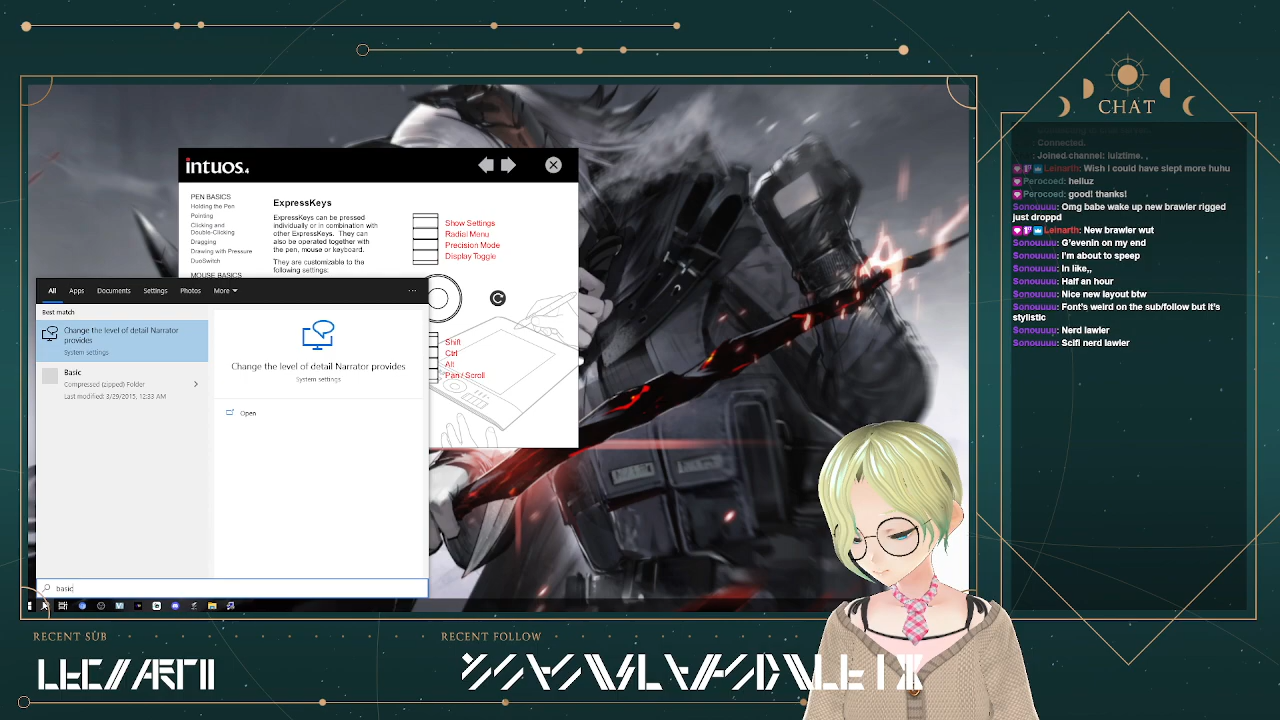 intuos4
PEN BASICS
Holding the Pen
Pointing
Clicking and
Double-Clicking
Dragging
Drawing with Pressure
DuoSwitch
MOUSE BASICS
ExpressKeys
ExpressKeys can be pressed
individually or in combination with
other ExpressKeys. They can
also be operated together with
the pen, mouse or keyboard.
They are customizable to the
following settings:
Show Settings
Radial Menu
Precision Mode
Display Toggle
Shift
Ctrl
Alt
Pan / Scroll
All Apps Documents Settings Photos More
Best match
Change the level of detail Narrator
provides
System settings
Basic
Compressed (zipped) Folder
Last modified: 3/29/2015, 12:33 AM
Change the level of detail Narrator provides
System settings
Open
basic
CHAT
Connected.
Joined channel: lulztime.
Leinarth: Wish I could have slept more huhu
Perocoed: helluz
Perocoed: good! thanks!
Sonouuuu: Omg babe wake up new brawler rigged
just droppd
Leinarth: New brawler wut
Sonouuuu: G'evenin on my end
Sonouuuu: I'm about to speep
Sonouuuu: In like,,
Sonouuuu: Half an hour
Sonouuuu: Nice new layout btw
Sonouuuu: Font's weird on the sub/follow but it's
stylistic
Sonouuuu: Nerd lawler
Sonouuuu: Scifi nerd lawler
RECENT SUB
RECENT FOLLOW